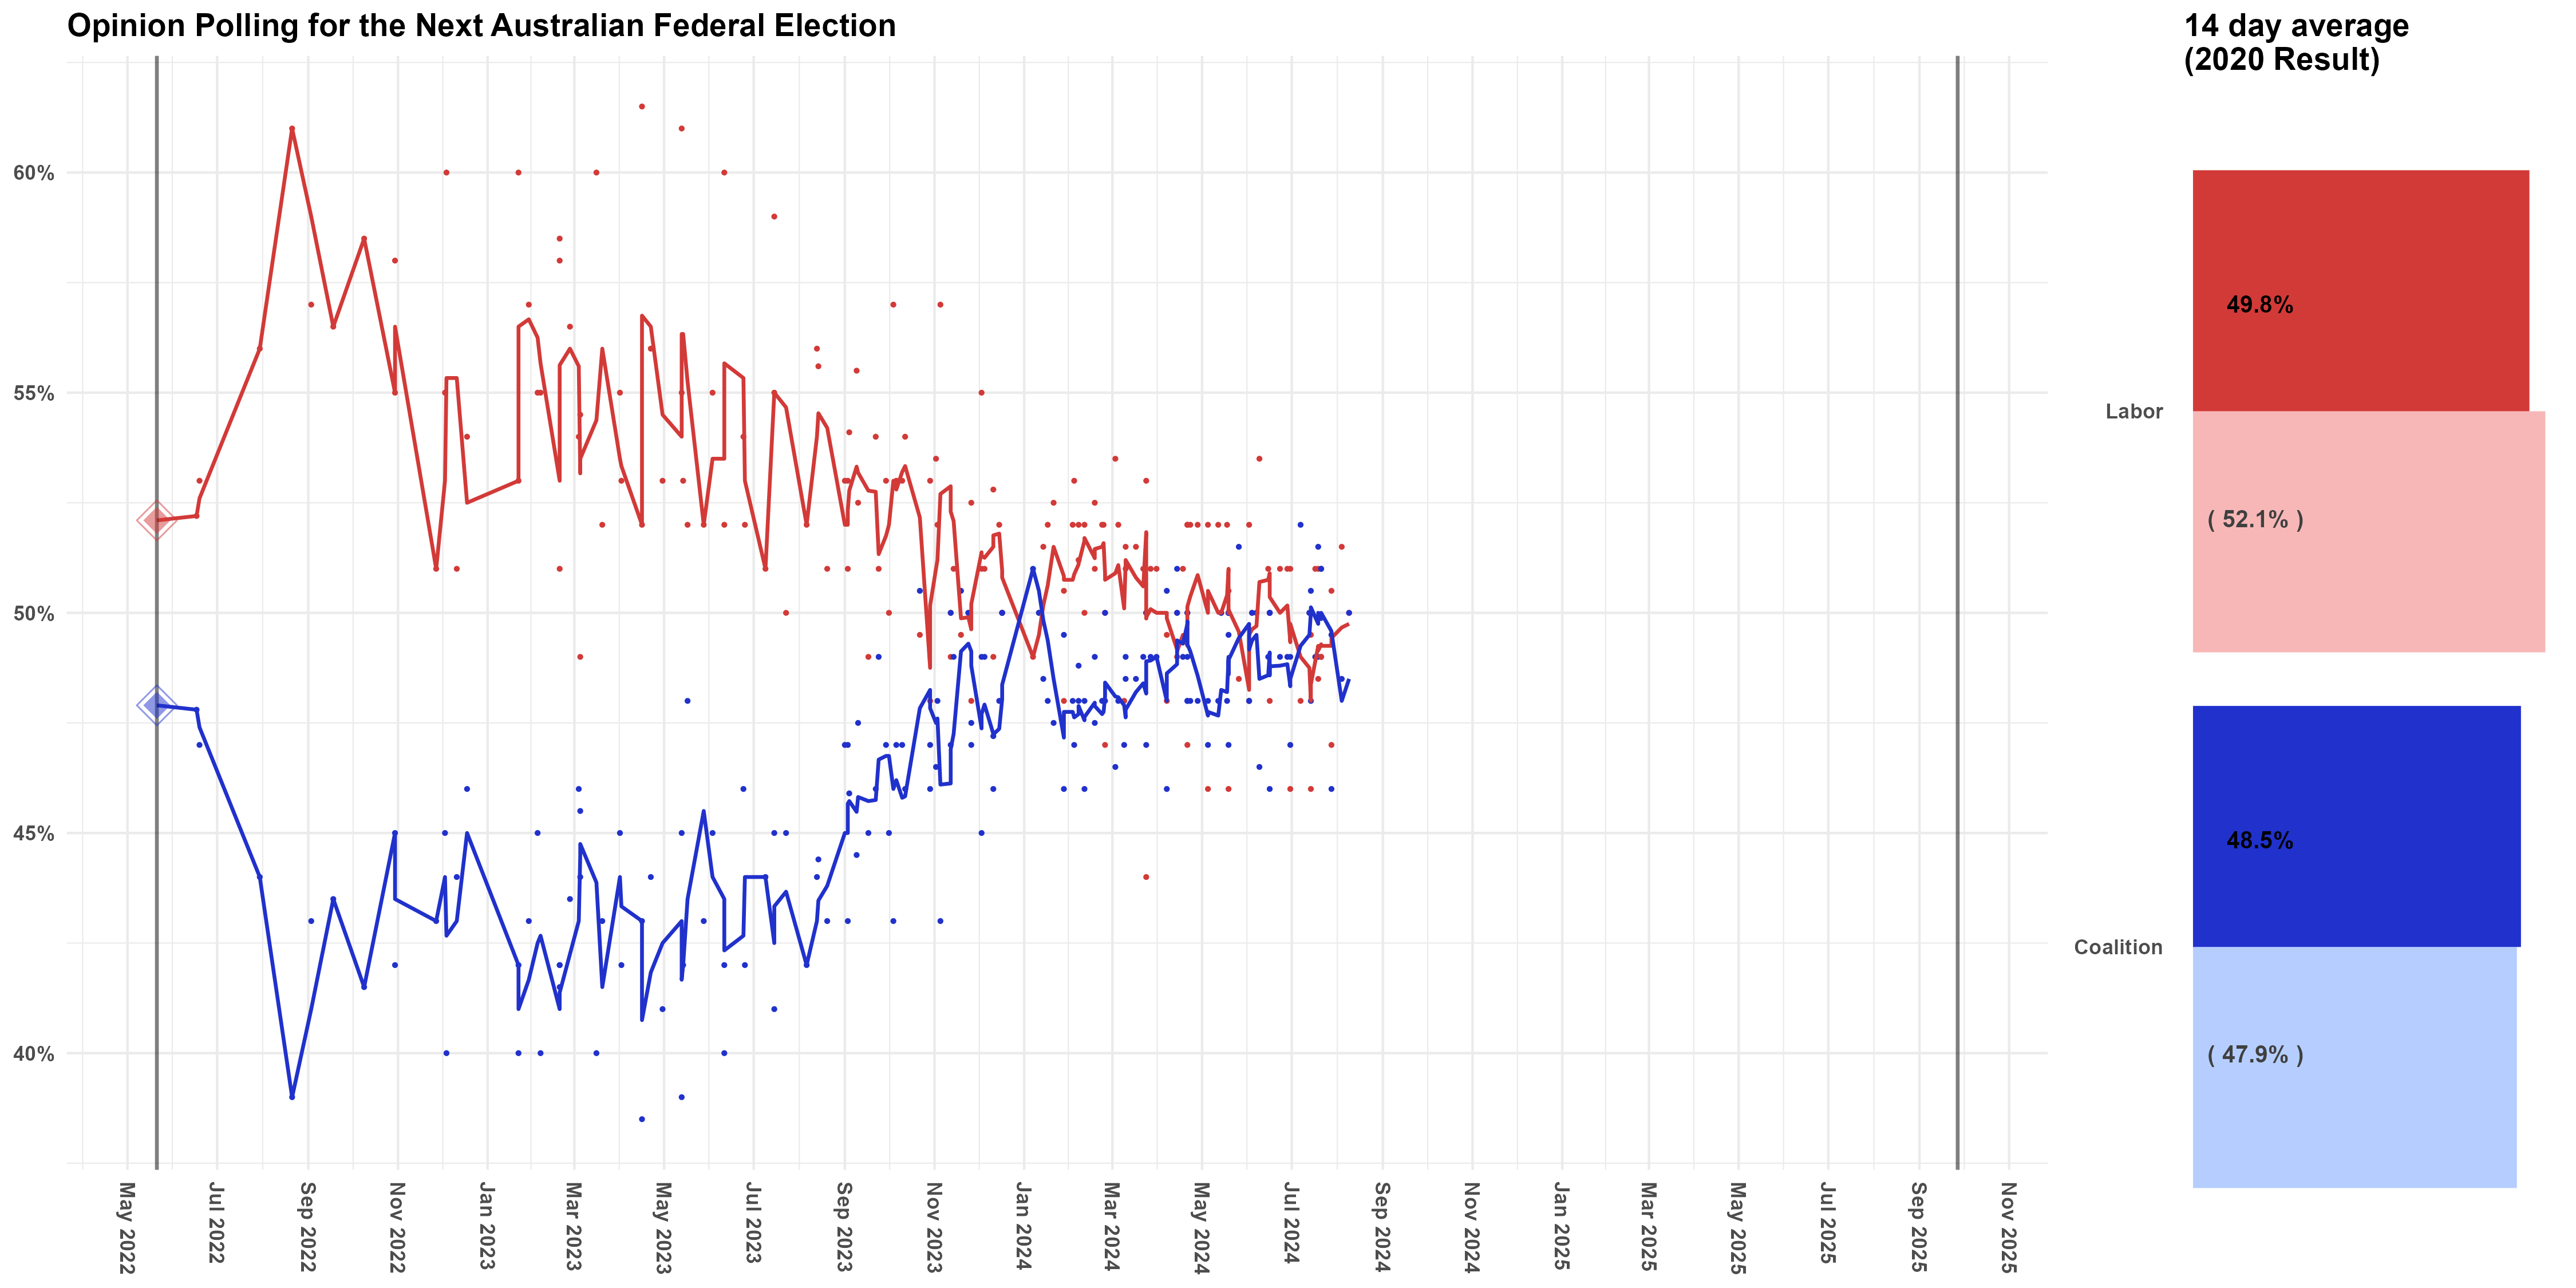 Opinion Polling for the Next Australian Federal Election
14 day average
(2020 Result)
60%
55%
50%
45%
40%
May 2022
Jul 2022
Sep 2022
Nov 2022
Jan 2023
Mar 2023
May 2023
Jul 2023
Sep 2023
Nov 2023
Jan 2024
Mar 2024
May 2024
Jul 2024
Sep 2024
Nov 2024
Jan 2025
Mar 2025
May 2025
Jul 2025
Sep 2025
Nov 2025
Labor
49.8%
( 52.1% )
Coalition
48.5%
( 47.9% )